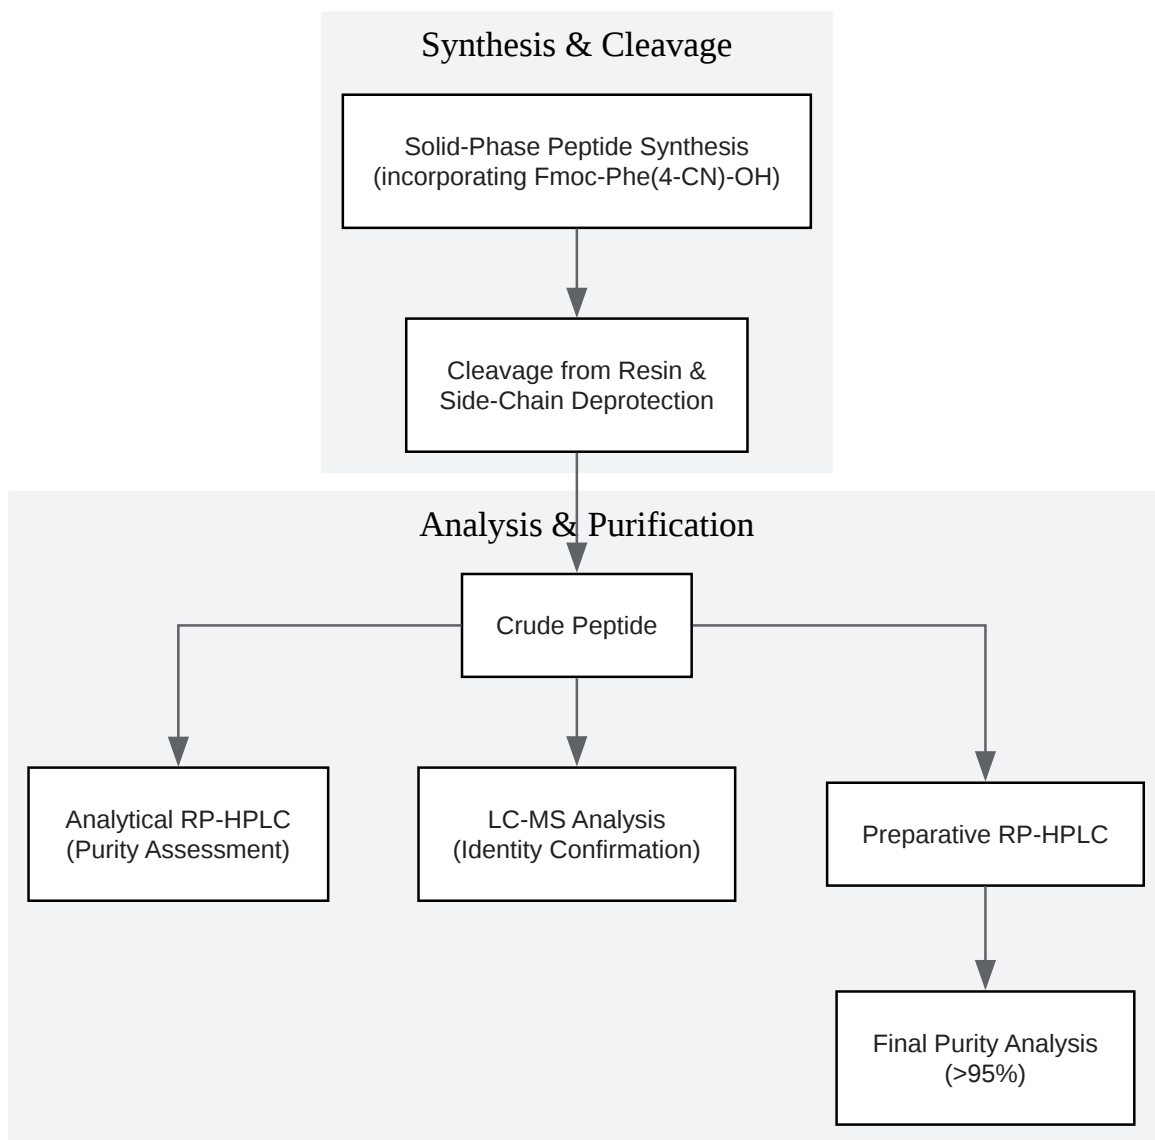 Synthesis & Cleavage
Solid-Phase Peptide Synthesis
(incorporating Fmoc-Phe(4-CN)-OH)
Cleavage from Resin &
Side-Chain Deprotection
Analysis & Purification
Crude Peptide
Analytical RP-HPLC
(Purity Assessment)
LC-MS Analysis
(Identity Confirmation)
Preparative RP-HPLC
Final Purity Analysis
(>95%)